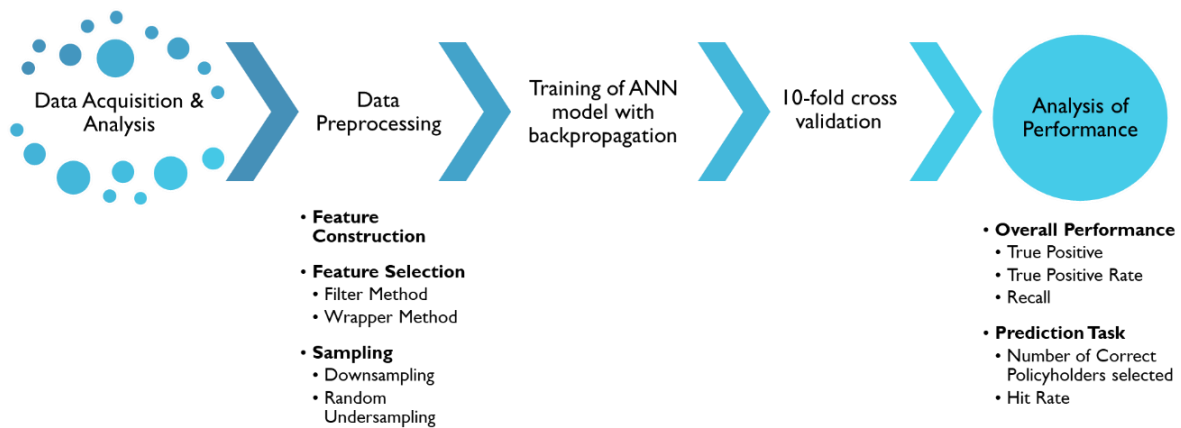 Data Acquisition &
Analysis
Data
Preprocessing
• Feature
Construction
• Feature Selection
• Filter Method
• Wrapper Method
• Sampling
• Downsampling
• Random
Undersampling
Training of ANN
model with
backpropagation
10-fold cross
validation
Analysis of
Performance
• Overall Performance
• True Positive
• True Positive Rate
• Recall
• Prediction Task
• Number of Correct
Policyholders selected
• Hit Rate